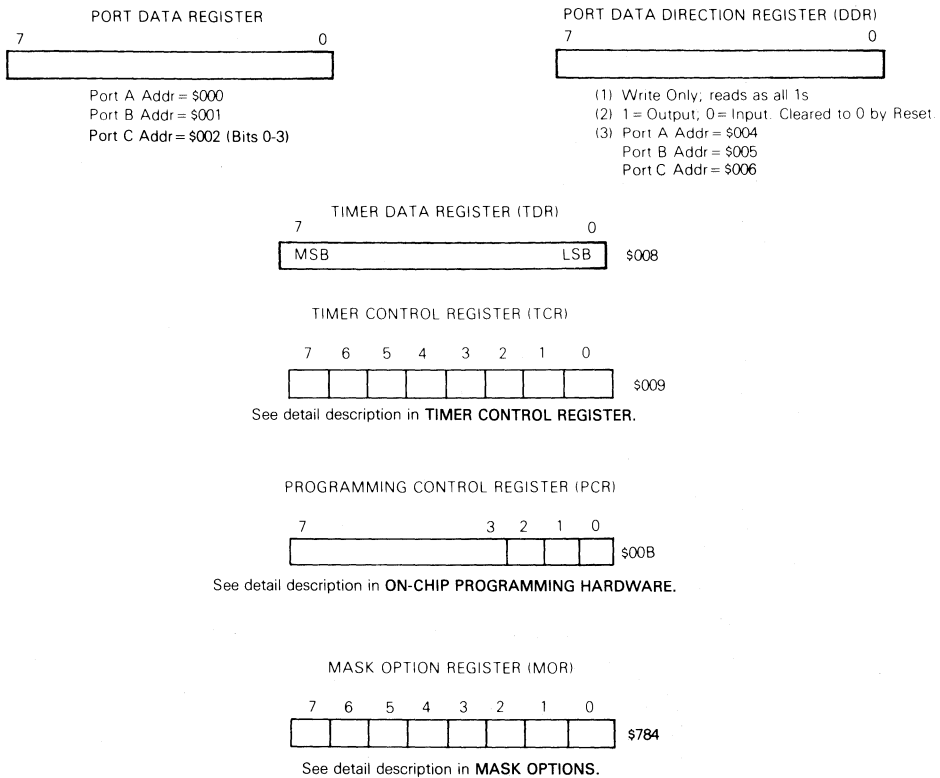 PORT DATA REGISTER
7 0
Port A Addr = $000
Port B Addr = $001
Port C Addr = $002 (Bits 0-3)
PORT DATA DIRECTION REGISTER (DDR)
7 0
(1) Write Only; reads as all 1s
(2) 1 = Output; 0 = Input. Cleared to 0 by Reset.
(3) Port A Addr = $004
Port B Addr = $005
Port C Addr = $006
TIMER DATA REGISTER (TDR)
7 0
MSB LSB $008
TIMER CONTROL REGISTER (TCR)
7 6 5 4 3 2 1 0
$009
See detail description in TIMER CONTROL REGISTER.
PROGRAMMING CONTROL REGISTER (PCR)
7 3 2 1 0
$00B
See detail description in ON-CHIP PROGRAMMING HARDWARE.
MASK OPTION REGISTER (MOR)
7 6 5 4 3 2 1 0
$784
See detail description in MASK OPTIONS.